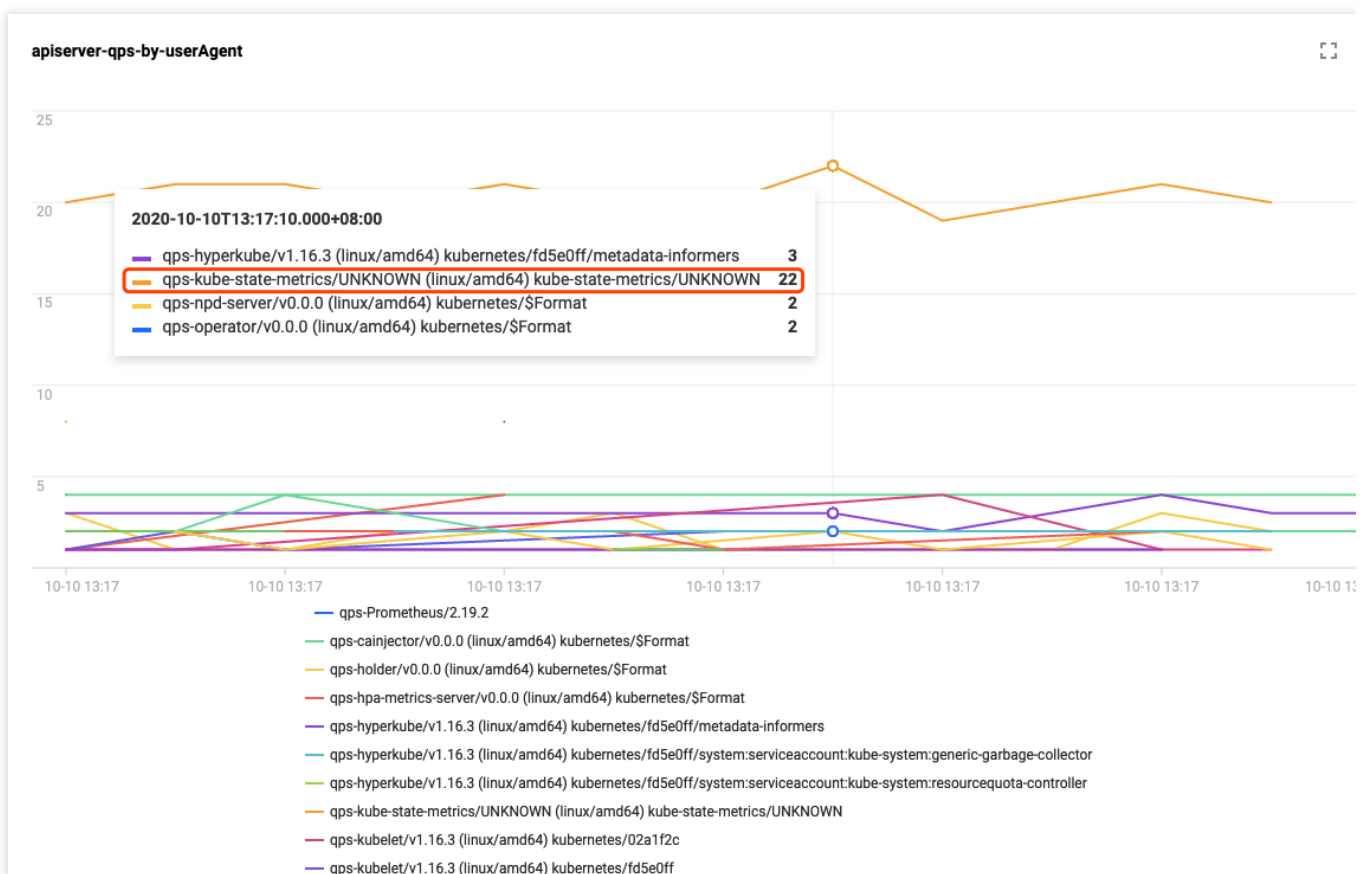 apiserver-qps-by-userAgent
25
20
15
10
5
2020-10-10T13:17:10.000+08:00
qps-hyperkube/v1.16.3 (linux/amd64) kubernetes/fd5e0ff/metadata-informers 3
qps-kube-state-metrics/UNKNOWN (linux/amd64) kube-state-metrics/UNKNOWN 22
qps-npd-server/v0.0.0 (linux/amd64) kubernetes/$Format 2
qps-operator/v0.0.0 (linux/amd64) kubernetes/$Format 2
10-10 13:17 10-10 13:17 10-10 13:17 10-10 13:17 10-10 13:17 10-10 13:17 10-10 13
qps-Prometheus/2.19.2
qps-cainjector/v0.0.0 (linux/amd64) kubernetes/$Format
qps-holder/v0.0.0 (linux/amd64) kubernetes/$Format
qps-hpa-metrics-server/v0.0.0 (linux/amd64) kubernetes/$Format
qps-hyperkube/v1.16.3 (linux/amd64) kubernetes/fd5e0ff/metadata-informers
qps-hyperkube/v1.16.3 (linux/amd64) kubernetes/fd5e0ff/system:serviceaccount:kube-system:generic-garbage-collector
qps-hyperkube/v1.16.3 (linux/amd64) kubernetes/fd5e0ff/system:serviceaccount:kube-system:resourcequota-controller
qps-kube-state-metrics/UNKNOWN (linux/amd64) kube-state-metrics/UNKNOWN
qps-kubelet/v1.16.3 (linux/amd64) kubernetes/02a1f2c
qps-kubelet/v1.16.3 (linux/amd64) kubernetes/fd5e0ff